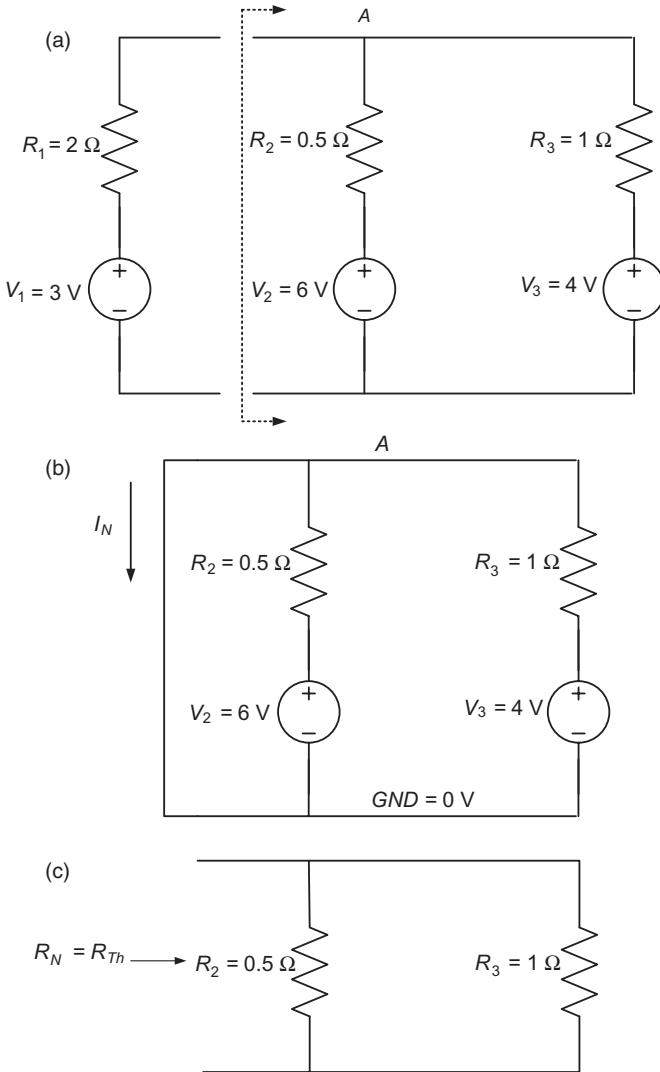 A
(a)
R1 = 2 Ω
R2 = 0.5 Ω
R3 = 1 Ω
+
+
+
V1 = 3 V
V2 = 6 V
V3 = 4 V
−
−
−
A
(b)
IN
R2 = 0.5 Ω
R3 = 1 Ω
+
+
V2 = 6 V
V3 = 4 V
−
−
GND = 0 V
(c)
RN = RTh
R2 = 0.5 Ω
R3 = 1 Ω